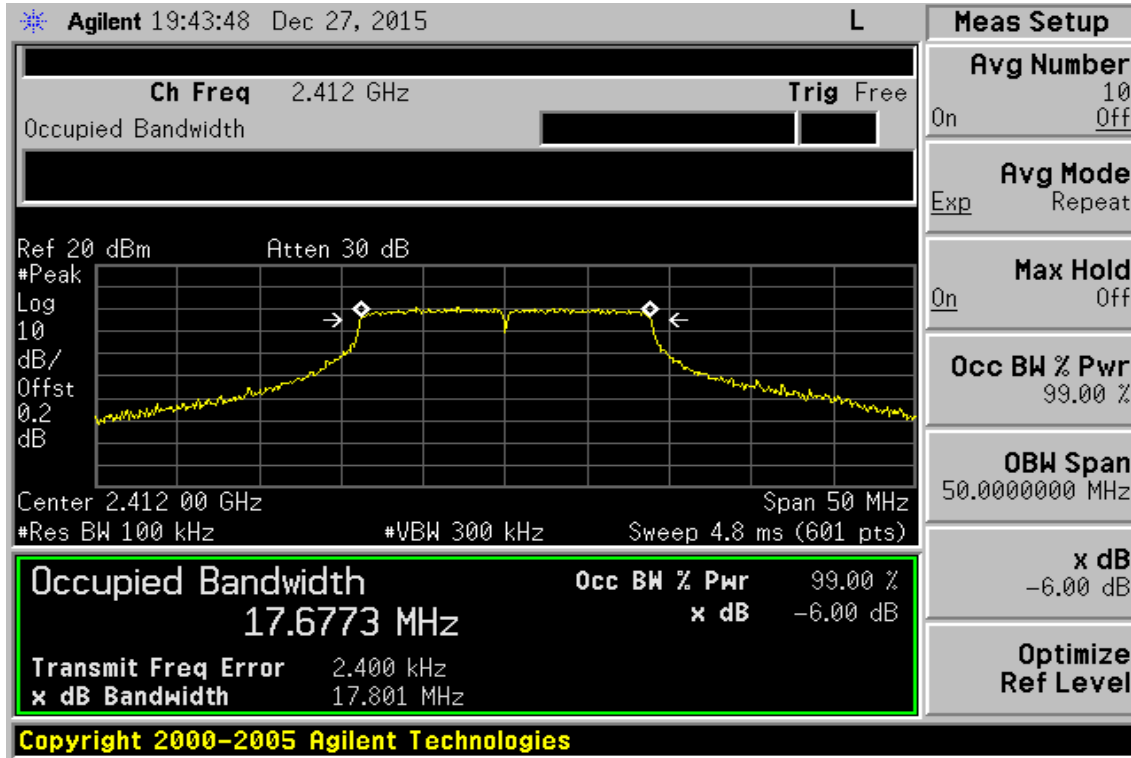 Agilent 19:43:48 Dec 27, 2015 L
Ch Freq 2.412 GHz Trig Free
Occupied Bandwidth
Ref 20 dBm Atten 30 dB
#Peak
Log
10
dB/
Offst
0.2
dB
Center 2.412 00 GHz Span 50 MHz
#Res BW 100 kHz #VBW 300 kHz Sweep 4.8 ms (601 pts)
Occupied Bandwidth
17.6773 MHz
Occ BW % Pwr 99.00 %
x dB -6.00 dB
Transmit Freq Error 2.400 kHz
x dB Bandwidth 17.801 MHz
Copyright 2000-2005 Agilent Technologies
Meas Setup
Avg Number
10
On Off
Avg Mode
Exp Repeat
Max Hold
On Off
Occ BW % Pwr
99.00 %
OBW Span
50.0000000 MHz
x dB
-6.00 dB
Optimize
Ref Level